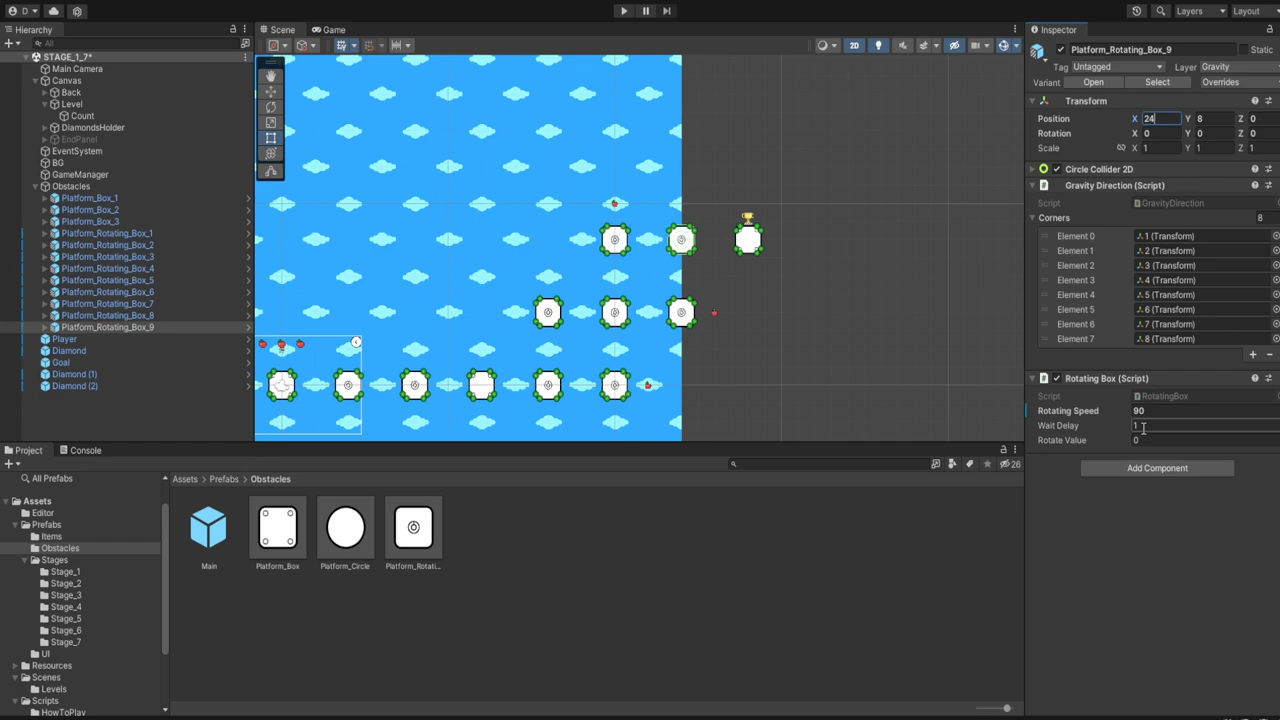 D
Layers
Layout
Hierarchy
All
STAGE_1_7*
Main Camera
Canvas
Back
Level
Count
DiamondsHolder
EndPanel
EventSystem
BG
GameManager
Obstacles
Platform_Box_1
Platform_Box_2
Platform_Box_3
Platform_Rotating_Box_1
Platform_Rotating_Box_2
Platform_Rotating_Box_3
Platform_Rotating_Box_4
Platform_Rotating_Box_5
Platform_Rotating_Box_6
Platform_Rotating_Box_7
Platform_Rotating_Box_8
Platform_Rotating_Box_9
Player
Diamond
Goal
Diamond (1)
Diamond (2)
Scene Game
2D
Inspector
Platform_Rotating_Box_9 Static
Tag Untagged Layer Gravity
Variant Open Select Overrides
Transform
Position X 24 Y 8 Z 0
Rotation X 0 Y 0 Z 0
Scale X 1 Y 1 Z 1
Circle Collider 2D
Gravity Direction (Script)
Script GravityDirection
Corners 8
Element 0 1 (Transform)
Element 1 2 (Transform)
Element 2 3 (Transform)
Element 3 4 (Transform)
Element 4 5 (Transform)
Element 5 6 (Transform)
Element 6 7 (Transform)
Element 7 8 (Transform)
Rotating Box (Script)
Script RotatingBox
Rotating Speed 90
Wait Delay 1
Rotate Value 0
Add Component
Project Console
26
All Prefabs
Assets
Editor
Prefabs
Items
Obstacles
Stages
Stage_1
Stage_2
Stage_3
Stage_4
Stage_5
Stage_6
Stage_7
UI
Resources
Scenes
Levels
Scripts
HowToPlay
Assets > Prefabs > Obstacles
Main Platform_Box Platform_Circle Platform_Rotati...